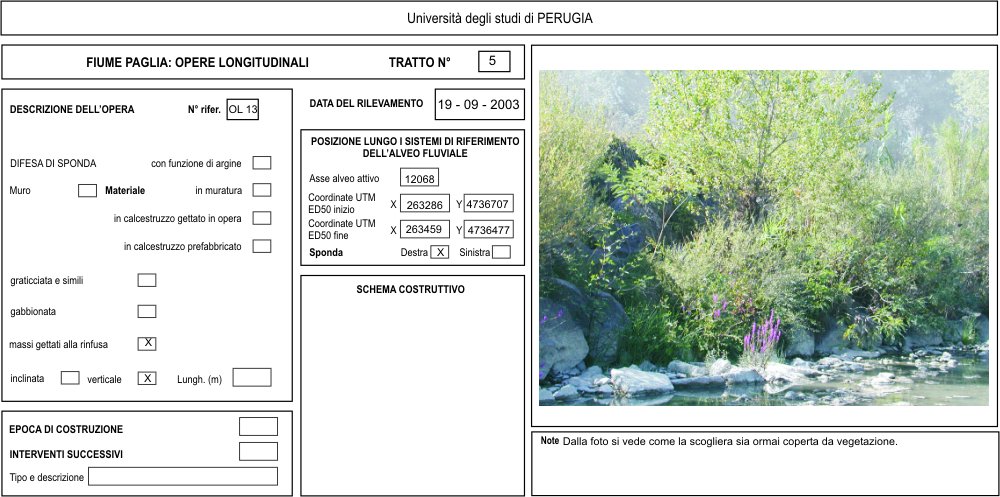 Università degli studi di PERUGIA
FIUME PAGLIA: OPERE LONGITUDINALI TRATTO N° 5
DESCRIZIONE DELL'OPERA N° rifer. OL 13
DIFESA DI SPONDA con funzione di argine
Muro Materiale in muratura
in calcestruzzo gettato in opera
in calcestruzzo prefabbricato
graticciata e simili
gabbionata
massi gettati alla rinfusa X
inclinata verticale X Lungh. (m)
EPOCA DI COSTRUZIONE
INTERVENTI SUCCESSIVI
Tipo e descrizione
DATA DEL RILEVAMENTO 19 - 09 - 2003
POSIZIONE LUNGO I SISTEMI DI RIFERIMENTO
DELL'ALVEO FLUVIALE
Asse alveo attivo 12068
Coordinate UTM
ED50 inizio X 263286 Y 4736707
Coordinate UTM
ED50 fine X 263459 Y 4736477
Sponda Destra X Sinistra
SCHEMA COSTRUTTIVO
Note Dalla foto si vede come la scogliera sia ormai coperta da vegetazione.